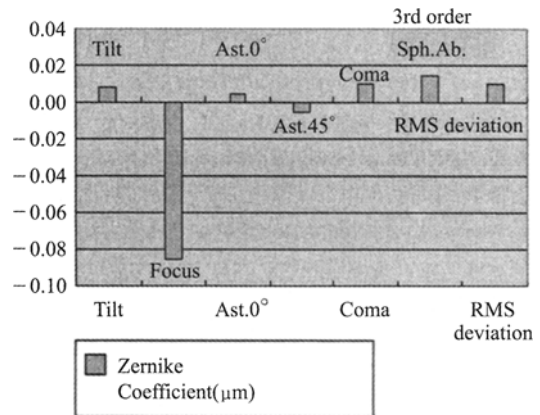 3rd order
0.04
Tilt Ast.0° Sph.Ab.
0.02
Coma
0.00
Ast.45° RMS deviation
−0.02
−0.04
−0.06
−0.08
Focus
−0.10
Tilt Ast.0° Coma RMS
deviation
Zernike
Coefficient(μm)